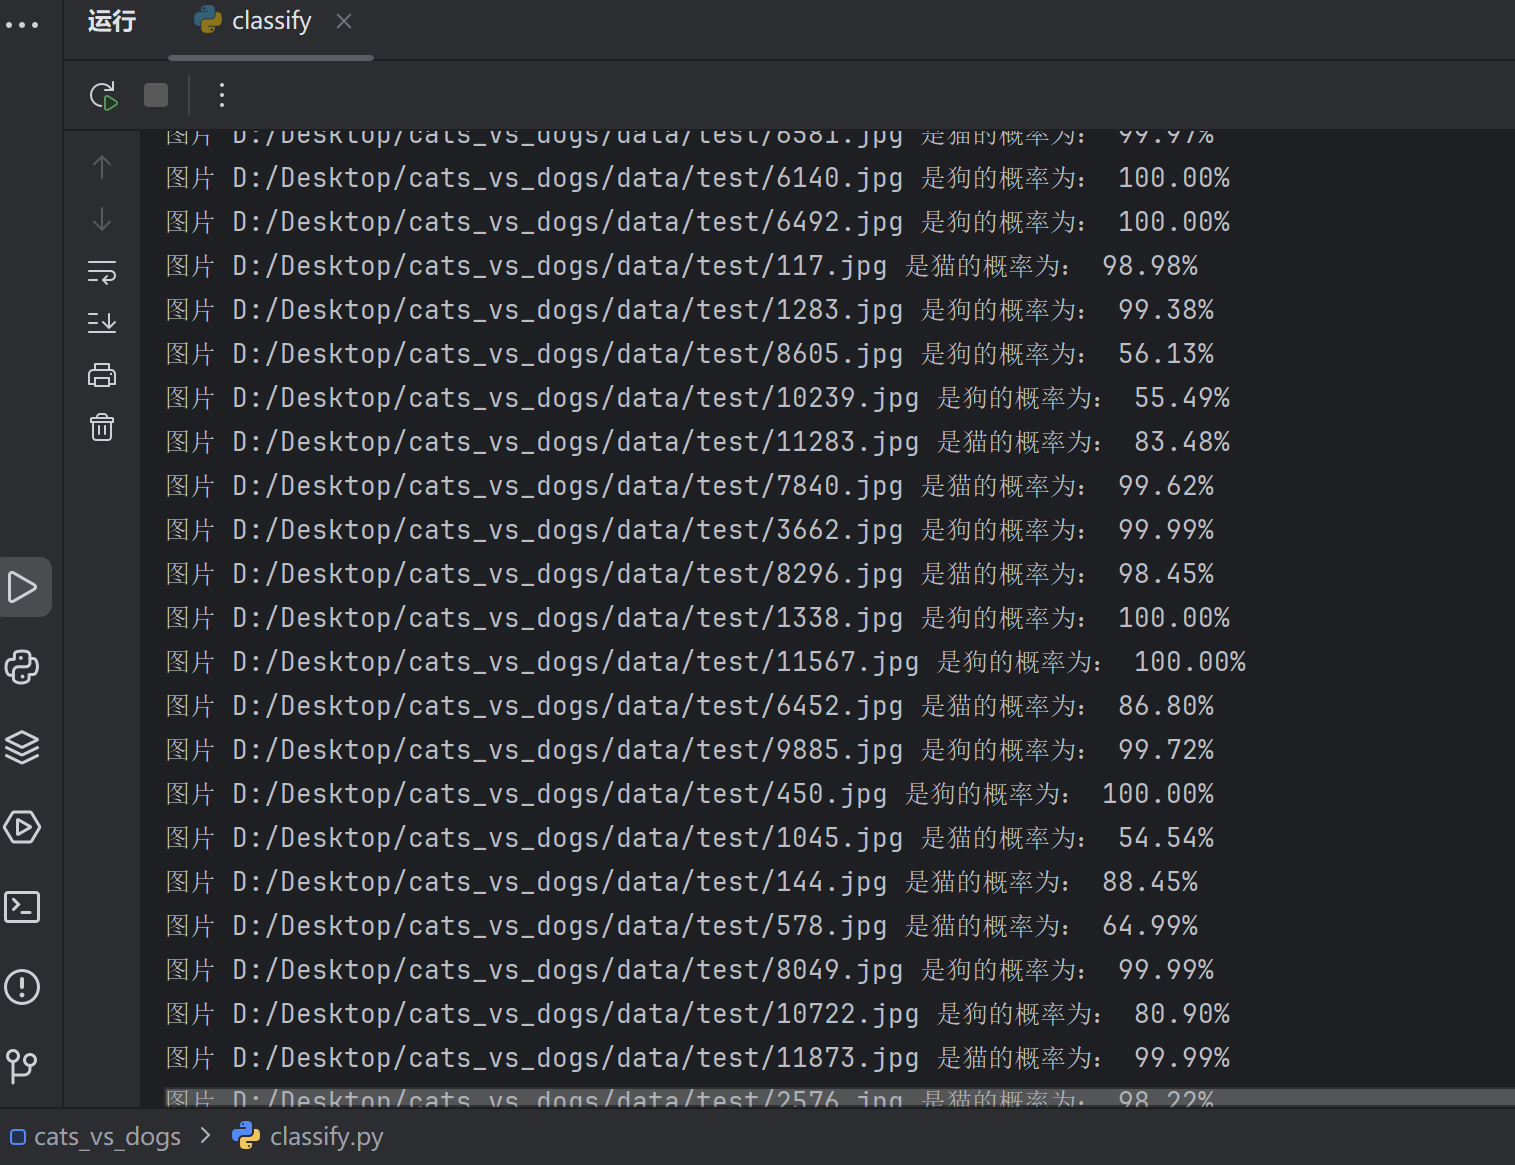 运行 classify
图片 D:/Desktop/cats_vs_dogs/data/test/6581.jpg 是猫的概率为： 99.97%
图片 D:/Desktop/cats_vs_dogs/data/test/6140.jpg 是狗的概率为： 100.00%
图片 D:/Desktop/cats_vs_dogs/data/test/6492.jpg 是狗的概率为： 100.00%
图片 D:/Desktop/cats_vs_dogs/data/test/117.jpg 是猫的概率为： 98.98%
图片 D:/Desktop/cats_vs_dogs/data/test/1283.jpg 是狗的概率为： 99.38%
图片 D:/Desktop/cats_vs_dogs/data/test/8605.jpg 是狗的概率为： 56.13%
图片 D:/Desktop/cats_vs_dogs/data/test/10239.jpg 是狗的概率为： 55.49%
图片 D:/Desktop/cats_vs_dogs/data/test/11283.jpg 是猫的概率为： 83.48%
图片 D:/Desktop/cats_vs_dogs/data/test/7840.jpg 是猫的概率为： 99.62%
图片 D:/Desktop/cats_vs_dogs/data/test/3662.jpg 是狗的概率为： 99.99%
图片 D:/Desktop/cats_vs_dogs/data/test/8296.jpg 是猫的概率为： 98.45%
图片 D:/Desktop/cats_vs_dogs/data/test/1338.jpg 是狗的概率为： 100.00%
图片 D:/Desktop/cats_vs_dogs/data/test/11567.jpg 是狗的概率为： 100.00%
图片 D:/Desktop/cats_vs_dogs/data/test/6452.jpg 是猫的概率为： 86.80%
图片 D:/Desktop/cats_vs_dogs/data/test/9885.jpg 是狗的概率为： 99.72%
图片 D:/Desktop/cats_vs_dogs/data/test/450.jpg 是狗的概率为： 100.00%
图片 D:/Desktop/cats_vs_dogs/data/test/1045.jpg 是猫的概率为： 54.54%
图片 D:/Desktop/cats_vs_dogs/data/test/144.jpg 是猫的概率为： 88.45%
图片 D:/Desktop/cats_vs_dogs/data/test/578.jpg 是猫的概率为： 64.99%
图片 D:/Desktop/cats_vs_dogs/data/test/8049.jpg 是狗的概率为： 99.99%
图片 D:/Desktop/cats_vs_dogs/data/test/10722.jpg 是狗的概率为： 80.90%
图片 D:/Desktop/cats_vs_dogs/data/test/11873.jpg 是猫的概率为： 99.99%
图片 D:/Desktop/cats_vs_dogs/data/test/2576.jpg 是猫的概率为： 98.22%
cats_vs_dogs > classify.py